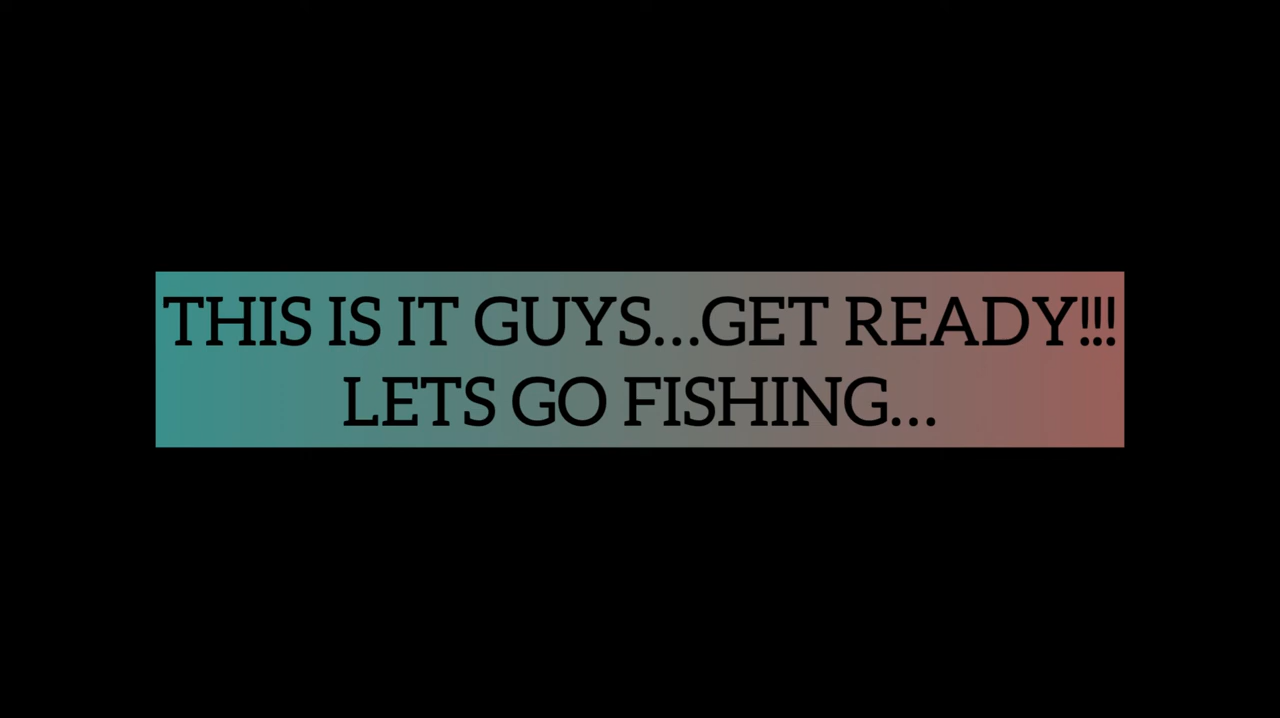 THIS IS IT GUYS...GET READY!!!
LETS GO FISHING...